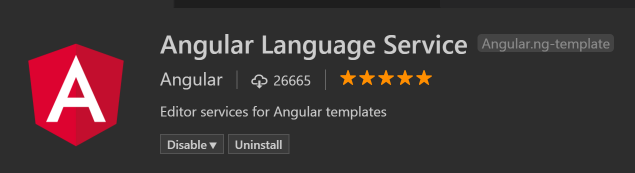 A
Angular Language Service Angular.ng-template
Angular 26665
Editor services for Angular templates
Disable Uninstall